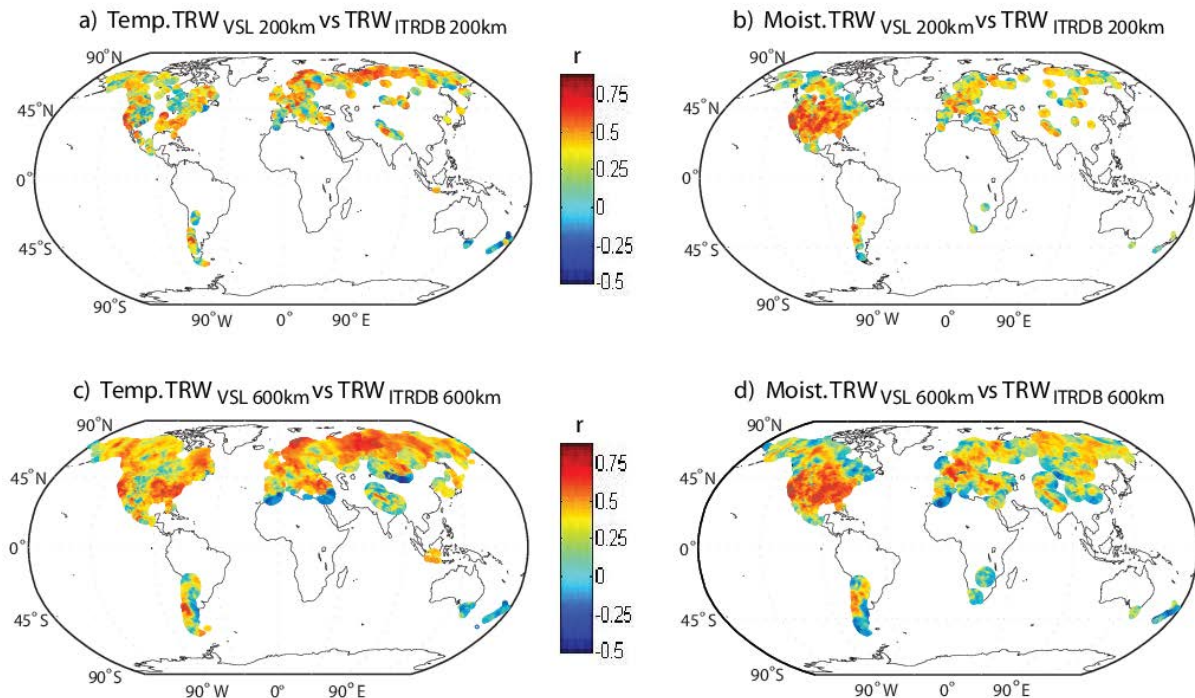 a) Temp.TRW VSL 200km vs TRW ITRDB 200km
b) Moist.TRW VSL 200km vs TRW ITRDB 200km
90°N
45°N
0°
45°S
90°S
90°W 0° 90°E
r
0.75
0.5
0.25
0
-0.25
-0.5
90°N
45°N
0°
45°S
90°S
90°W 0° 90°E
c) Temp.TRW VSL 600km vs TRW ITRDB 600km
d) Moist.TRW VSL 600km vs TRW ITRDB 600km
90°N
45°N
0°
45°S
90°S
90°W 0° 90°E
r
0.75
0.5
0.25
0
-0.25
-0.5
90°N
45°N
0°
45°S
90°S
90°W 0° 90°E